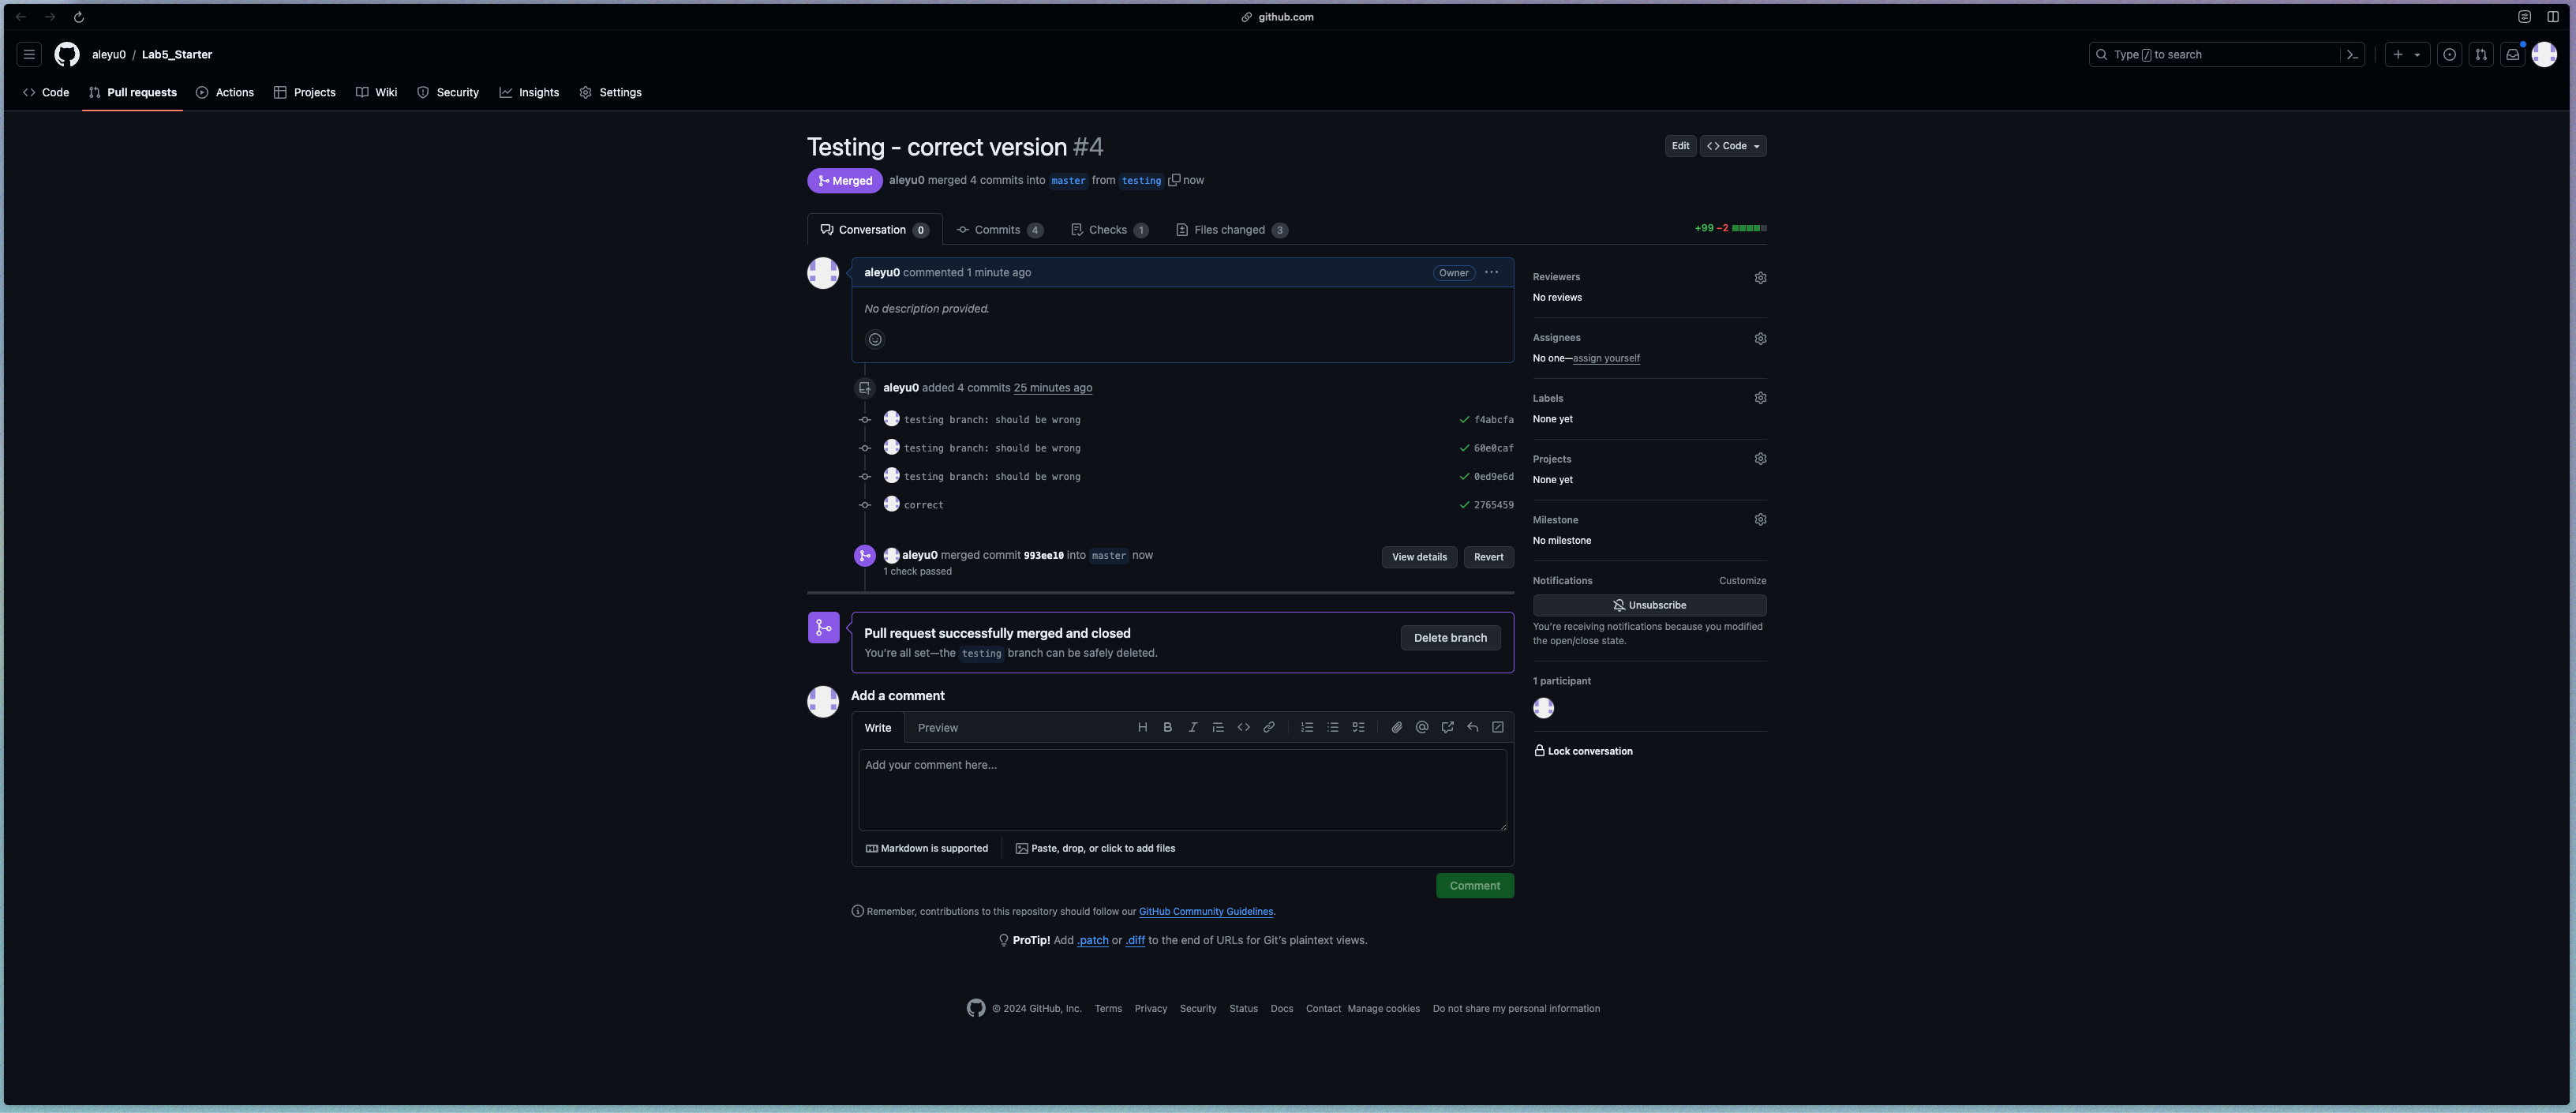 github.com
aleyu0 / Lab5_Starter
Type / to search
Code Pull requests Actions Projects Wiki Security Insights Settings
Testing - correct version #4
Edit Code
Merged aleyu0 merged 4 commits into master from testing now
Conversation 0 Commits 4 Checks 1 Files changed 3
+99 −2
aleyu0 commented 1 minute ago
Owner
No description provided.
aleyu0 added 4 commits 25 minutes ago
testing branch: should be wrong f4abcfa
testing branch: should be wrong 60e0caf
testing branch: should be wrong 0ed9e6d
correct 2765459
aleyu0 merged commit 993ee10 into master now
1 check passed
View details Revert
Pull request successfully merged and closed
You're all set—the testing branch can be safely deleted.
Delete branch
Add a comment
Write Preview
Add your comment here...
Markdown is supported Paste, drop, or click to add files
Comment
Remember, contributions to this repository should follow our GitHub Community Guidelines.
ProTip! Add .patch or .diff to the end of URLs for Git's plaintext views.
Reviewers
No reviews
Assignees
No one—assign yourself
Labels
None yet
Projects
None yet
Milestone
No milestone
Notifications Customize
Unsubscribe
You're receiving notifications because you modified
the open/close state.
1 participant
Lock conversation
© 2024 GitHub, Inc. Terms Privacy Security Status Docs Contact Manage cookies Do not share my personal information